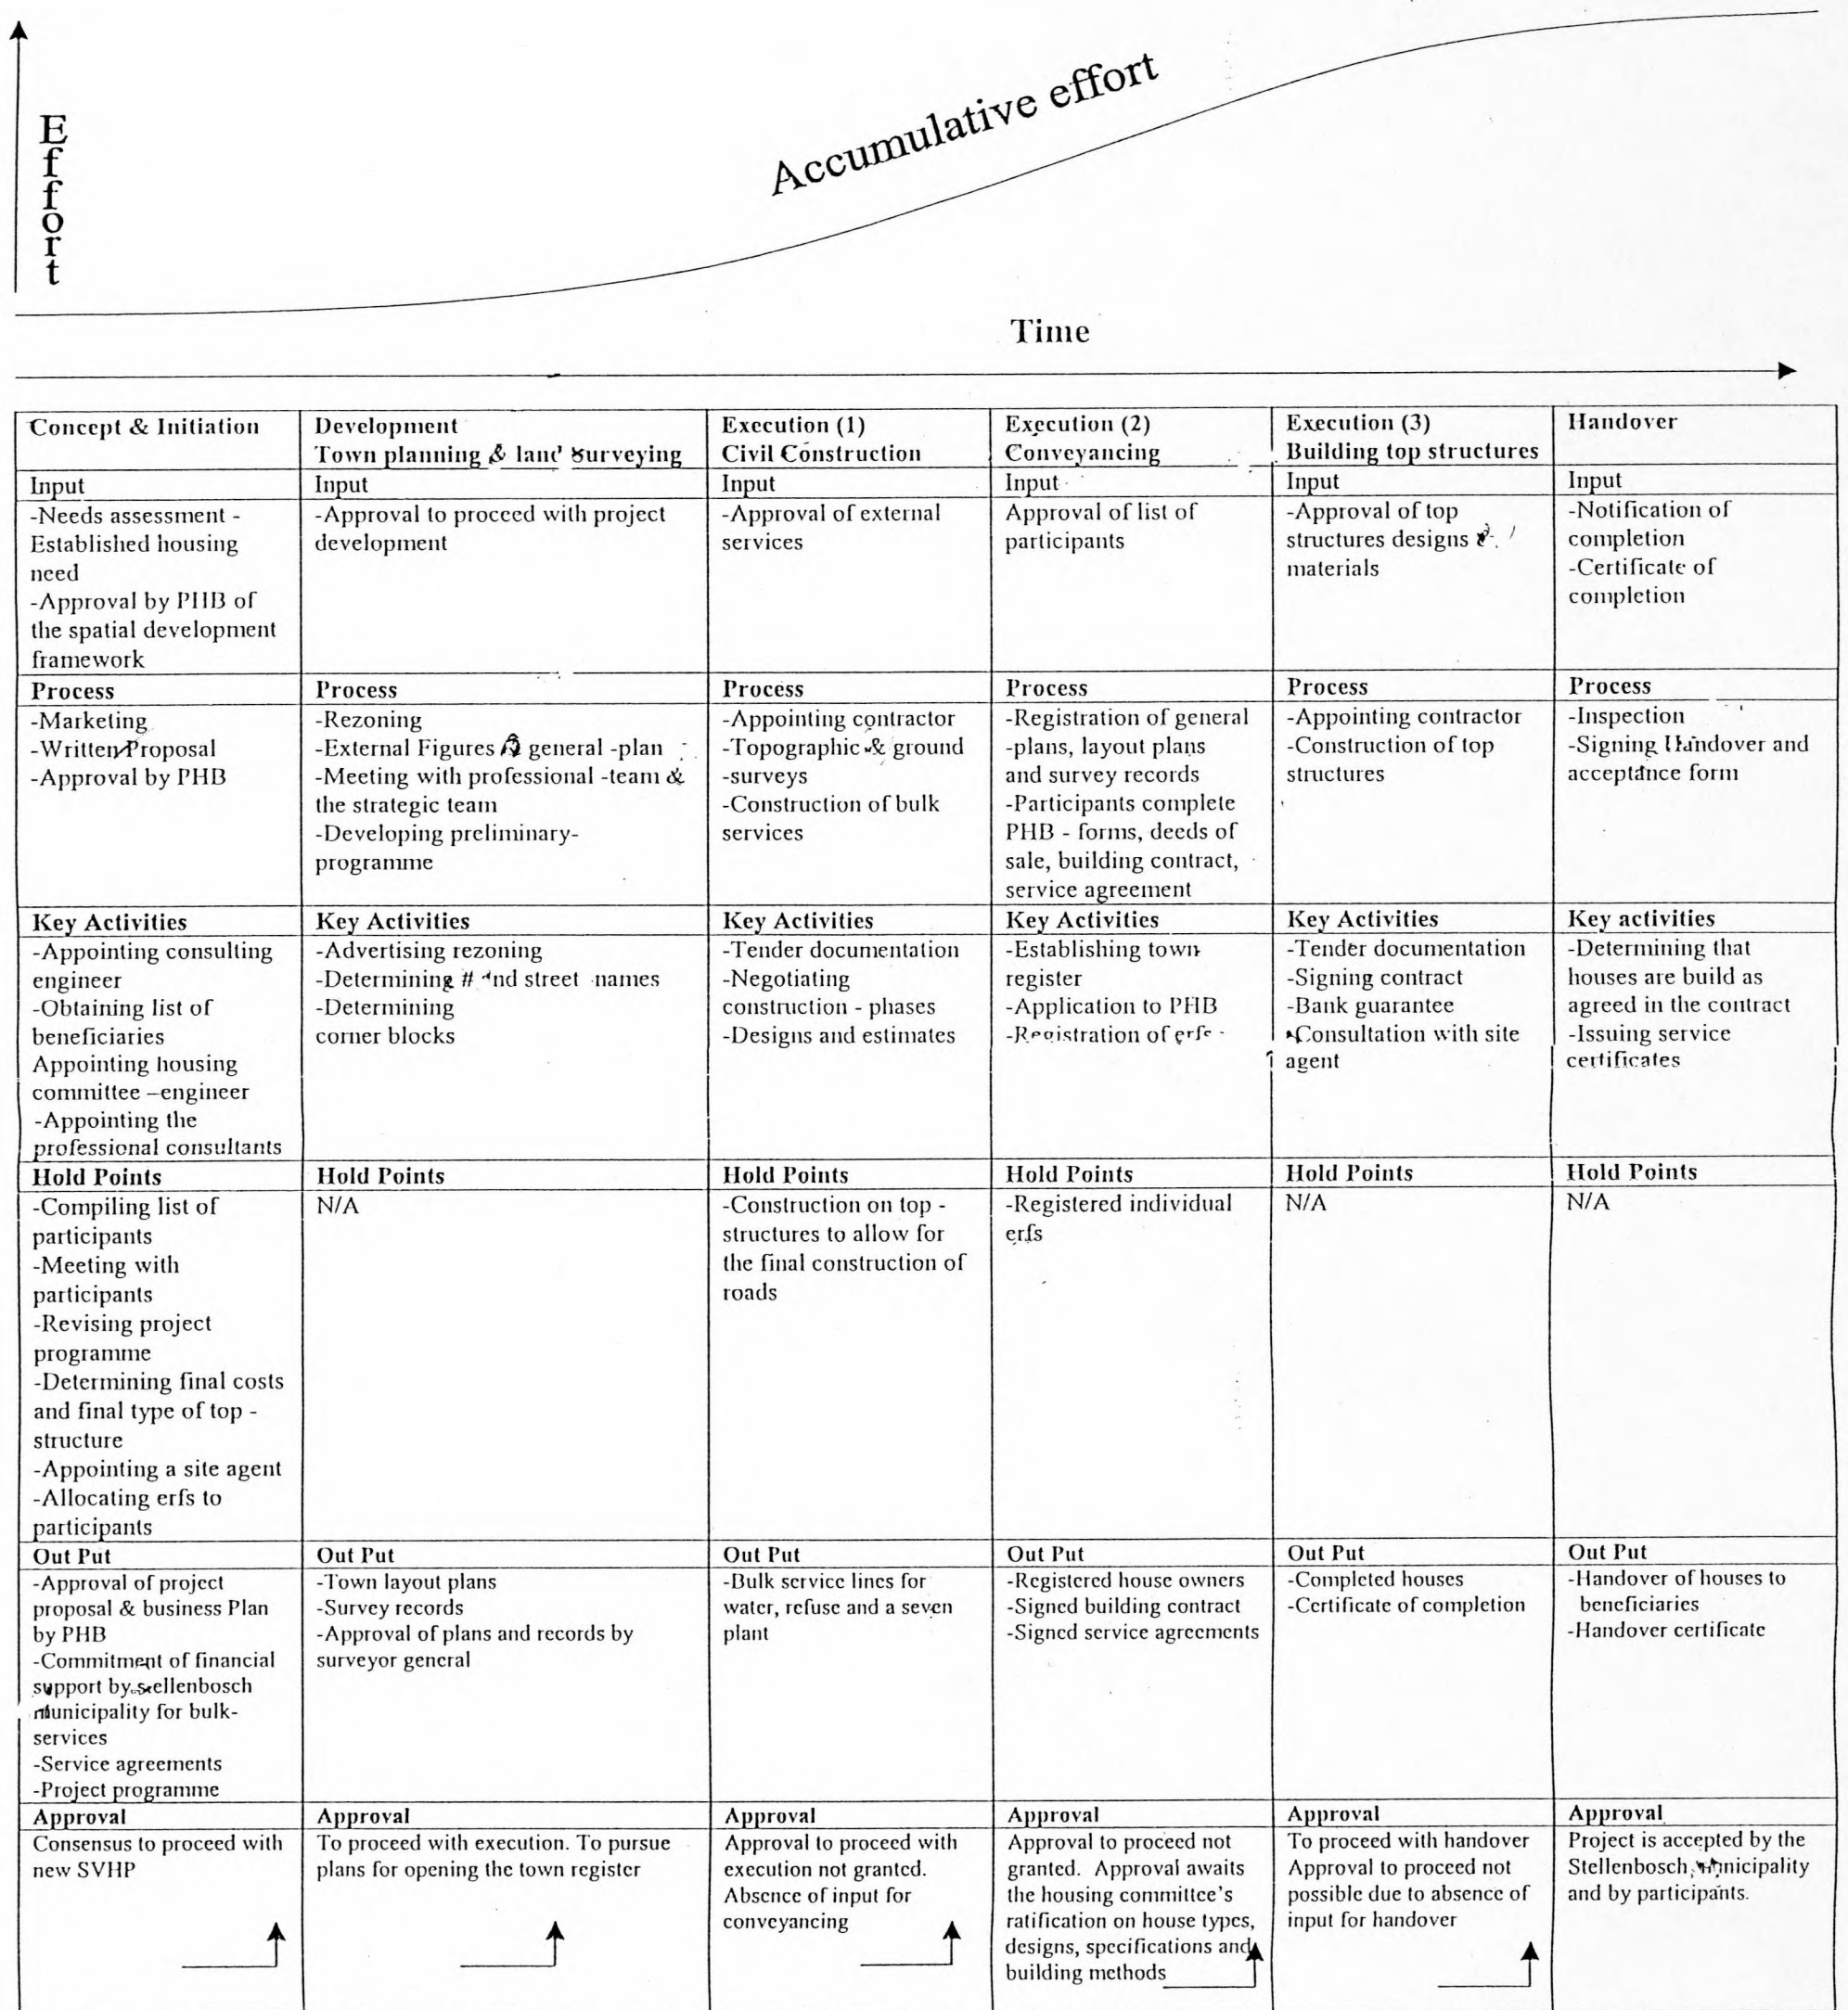 Effort
Accumulative effort
Time
Concept & Initiation
Development
Town planning & land surveying
Execution (1)
Civil Construction
Execution (2)
Conveyancing
Execution (3)
Building top structures
Handover
Input
Input
Input
Input
Input
Input
-Needs assessment -
Established housing
need
-Approval by PHB of
the spatial development
framework
-Approval to proceed with project
development
-Approval of external
services
Approval of list of
participants
-Approval of top
structures designs &
materials
-Notification of
completion
-Certificate of
completion
Process
Process
Process
Process
Process
Process
-Marketing
-Written Proposal
-Approval by PHB
-Rezoning
-External Figures general -plan
-Meeting with professional -team &
the strategic team
-Developing preliminary-
programme
-Appointing contractor
-Topographic & ground
-surveys
-Construction of bulk
services
-Registration of general
-plans, layout plans
and survey records
-Participants complete
PHB - forms, deeds of
sale, building contract,
service agreement
-Appointing contractor
-Construction of top
structures
-Inspection
-Signing Handover and
acceptance form
Key Activities
Key Activities
Key Activities
Key Activities
Key Activities
Key activities
-Appointing consulting
engineer
-Obtaining list of
beneficiaries
Appointing housing
committee –engineer
-Appointing the
professional consultants
-Advertising rezoning
-Determining # and street names
-Determining
corner blocks
-Tender documentation
-Negotiating
construction - phases
-Designs and estimates
-Establishing town
register
-Application to PHB
-Registration of erfs -
-Tender documentation
-Signing contract
-Bank guarantee
-Consultation with site
agent
-Determining that
houses are build as
agreed in the contract
-Issuing service
certificates
Hold Points
Hold Points
Hold Points
Hold Points
Hold Points
Hold Points
-Compiling list of
participants
-Meeting with
participants
-Revising project
programme
-Determining final costs
and final type of top -
structure
-Appointing a site agent
-Allocating erfs to
participants
N/A
-Construction on top -
structures to allow for
the final construction of
roads
-Registered individual
erfs
N/A
N/A
Out Put
Out Put
Out Put
Out Put
Out Put
Out Put
-Approval of project
proposal & business Plan
by PHB
-Commitment of financial
support by stellenbosch
municipality for bulk-
services
-Service agreements
-Project programme
-Town layout plans
-Survey records
-Approval of plans and records by
surveyor general
-Bulk service lines for
water, refuse and a seven
plant
-Registered house owners
-Signed building contract
-Signed service agreements
-Completed houses
-Certificate of completion
-Handover of houses to
beneficiaries
-Handover certificate
Approval
Approval
Approval
Approval
Approval
Approval
Consensus to proceed with
new SVHP
To proceed with execution. To pursue
plans for opening the town register
Approval to proceed with
execution not granted.
Absence of input for
conveyancing
Approval to proceed not
granted. Approval awaits
the housing committee's
ratification on house types,
designs, specifications and
building methods
To proceed with handover
Approval to proceed not
possible due to absence of
input for handover
Project is accepted by the
Stellenbosch municipality
and by participants.